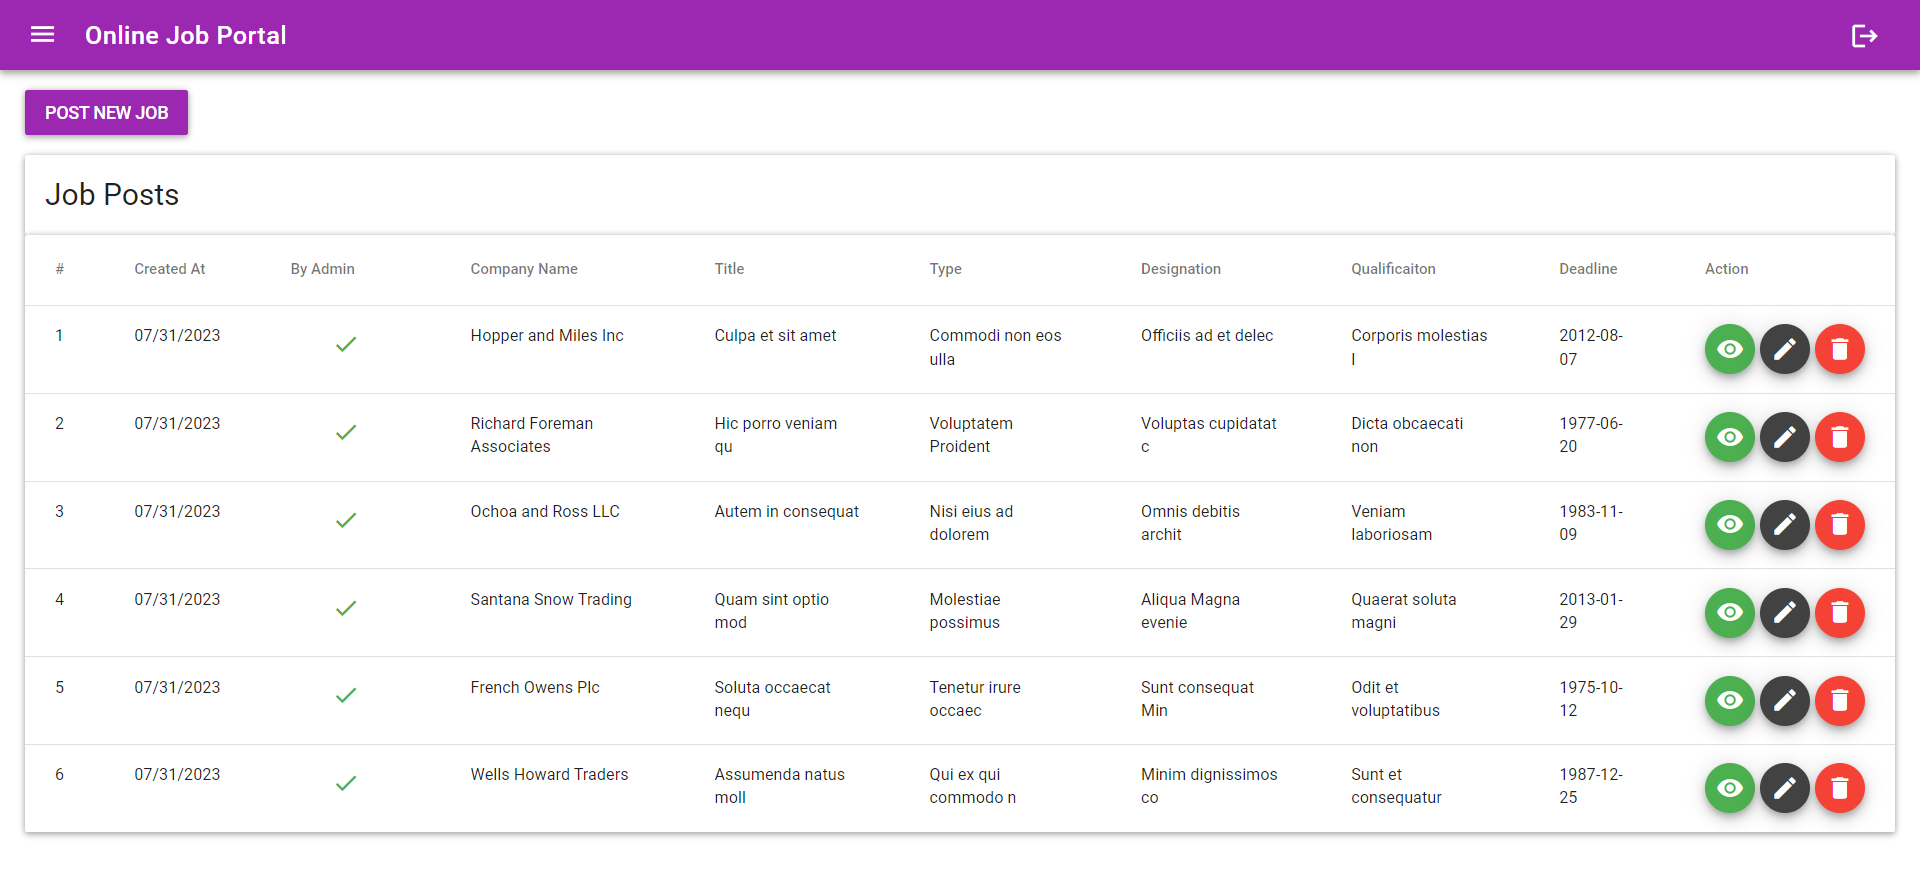 Online Job Portal
POST NEW JOB
Job Posts
# Created At By Admin Company Name Title Type Designation Qualificaiton Deadline Action
1 07/31/2023 Hopper and Miles Inc Culpa et sit amet Commodi non eos Officiis ad et delec Corporis molestias 2012-08-
ulla l 07
2 07/31/2023 Richard Foreman Hic porro veniam Voluptatem Voluptas cupidatat Dicta obcaecati 1977-06-
Associates qu Proident c non 20
3 07/31/2023 Ochoa and Ross LLC Autem in consequat Nisi eius ad Omnis debitis Veniam 1983-11-
dolorem archit laboriosam 09
4 07/31/2023 Santana Snow Trading Quam sint optio Molestiae Aliqua Magna Quaerat soluta 2013-01-
mod possimus evenie magni 29
5 07/31/2023 French Owens Plc Soluta occaecat Tenetur irure Sunt consequat Odit et 1975-10-
nequ occaec Min voluptatibus 12
6 07/31/2023 Wells Howard Traders Assumenda natus Qui ex qui Minim dignissimos Sunt et 1987-12-
moll commodo n co consequatur 25